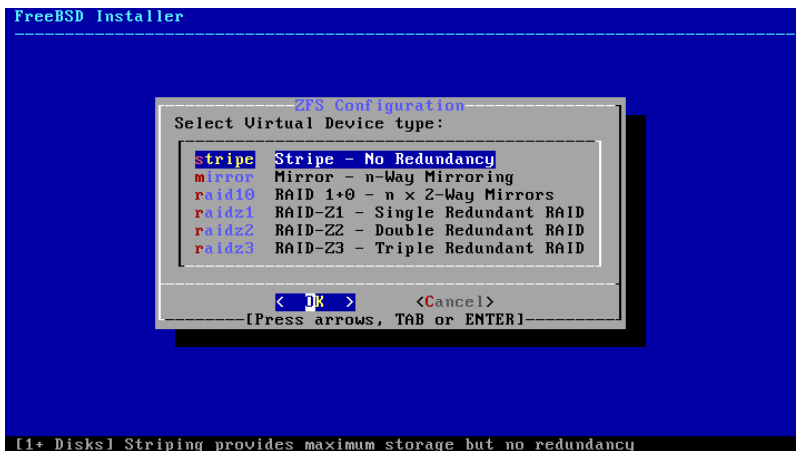 FreeBSD Installer
ZFS Configuration
Select Virtual Device type:
stripe Stripe - No Redundancy
mirror Mirror - n-Way Mirroring
raid10 RAID 1+0 - n x 2-Way Mirrors
raidz1 RAID-Z1 - Single Redundant RAID
raidz2 RAID-Z2 - Double Redundant RAID
raidz3 RAID-Z3 - Triple Redundant RAID
< OK > <Cancel>
[Press arrows, TAB or ENTER]
[1+ Disks] Striping provides maximum storage but no redundancy